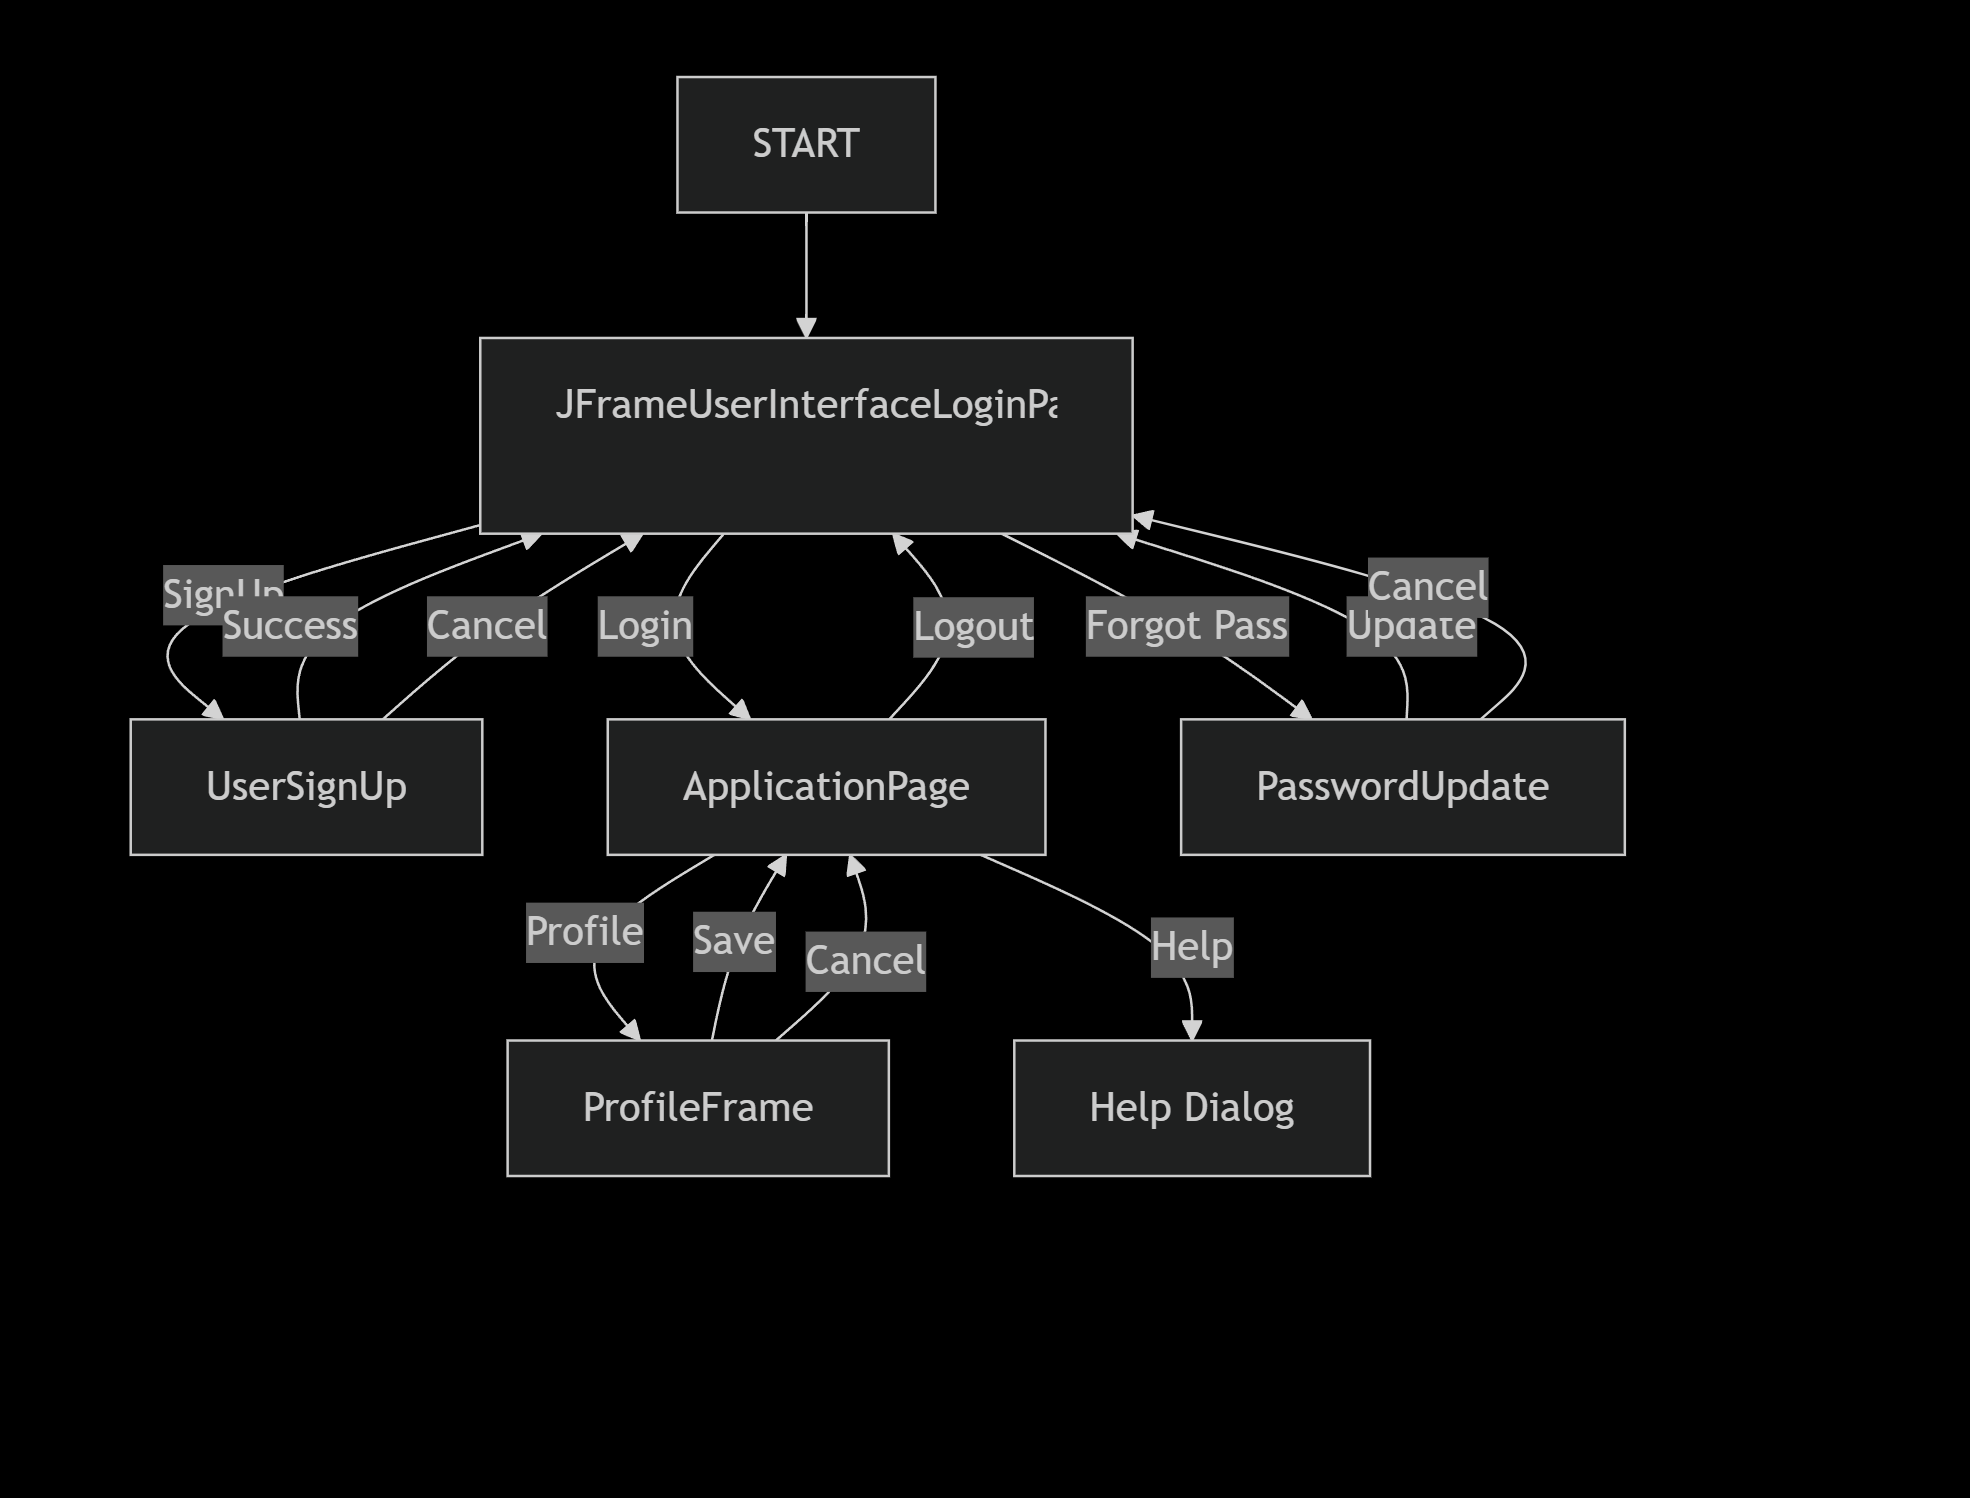 START
JFrameUserInterfaceLoginPa
SignUp
Success
Cancel
Login
Logout
Forgot Pass
Update
Cancel
UserSignUp
ApplicationPage
PasswordUpdate
Profile
Save
Cancel
Help
ProfileFrame
Help Dialog